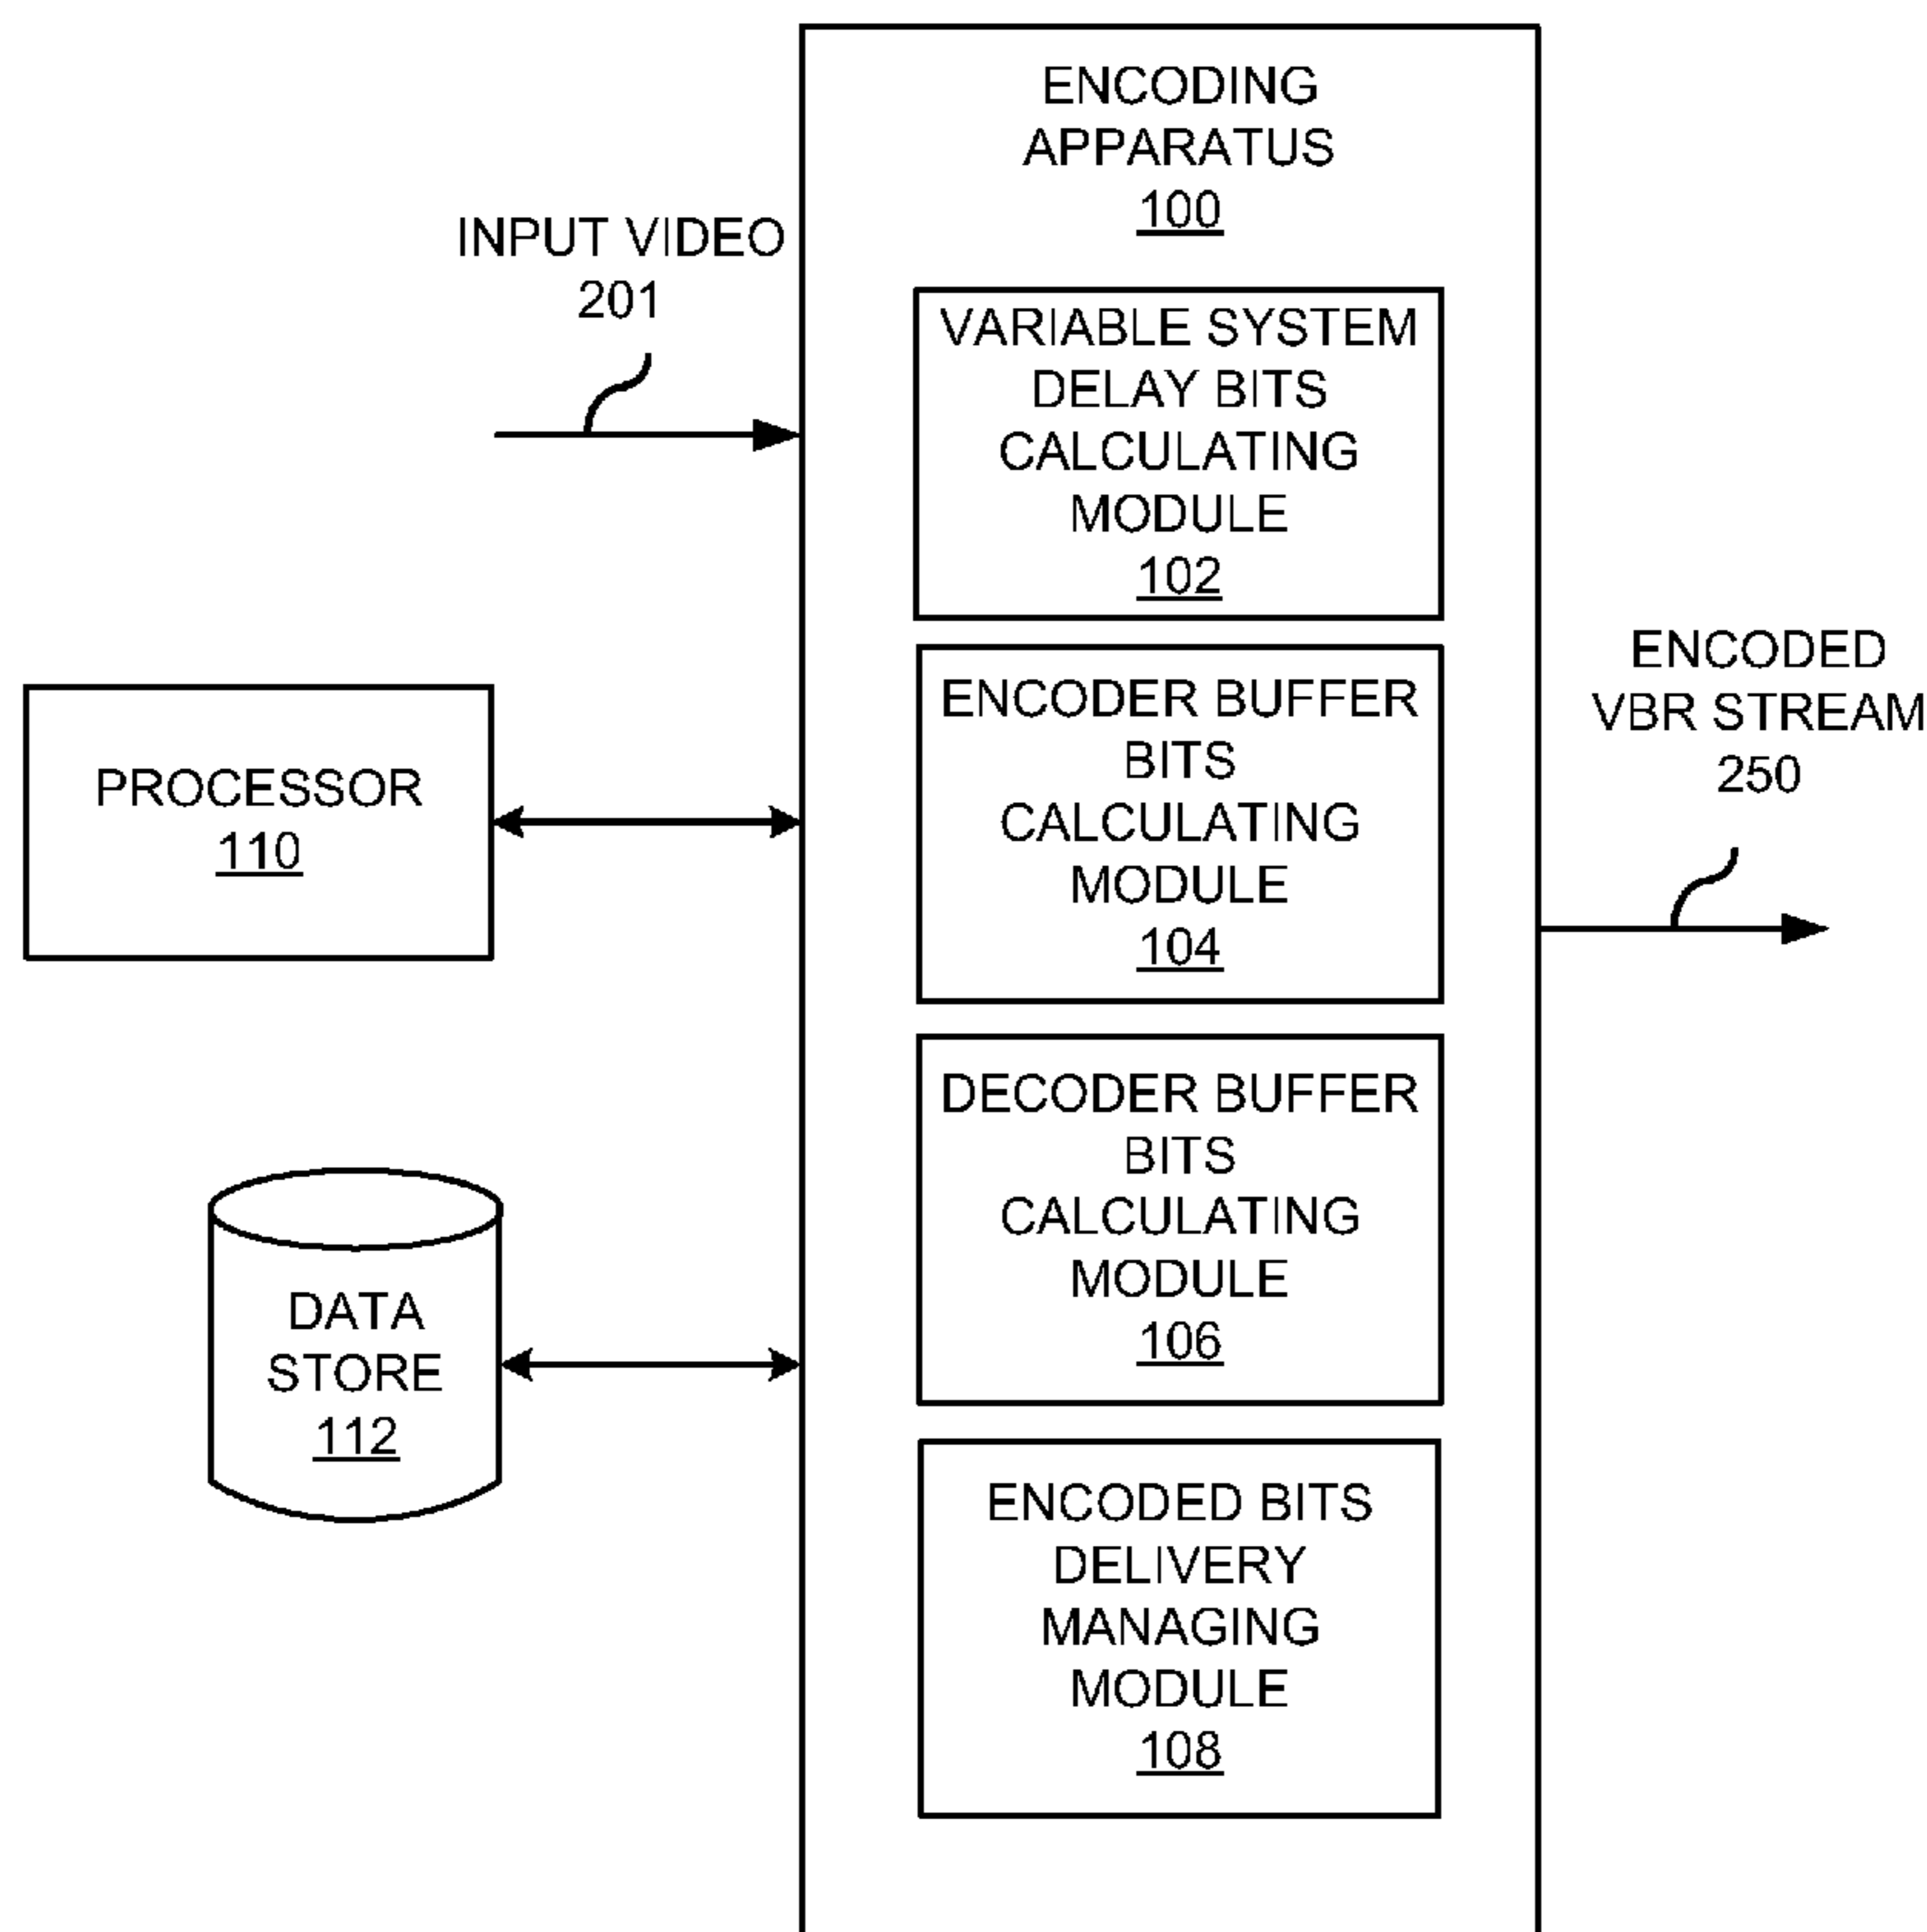 ENCODING
APPARATUS
100
INPUT VIDEO
201
VARIABLE SYSTEM
DELAY BITS
CALCULATING
MODULE
102
ENCODER BUFFER
BITS
CALCULATING
MODULE
104
ENCODED
VBR STREAM
250
PROCESSOR
110
DECODER BUFFER
BITS
CALCULATING
MODULE
106
DATA
STORE
112
ENCODED BITS
DELIVERY
MANAGING
MODULE
108